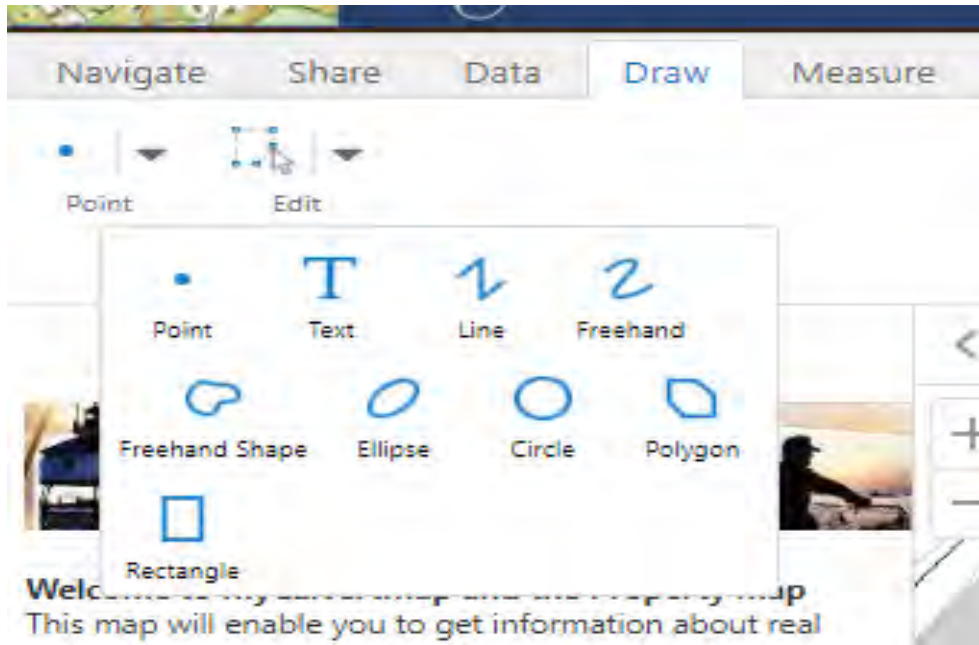 Navigate Share Data Draw Measure
Point Edit
Point Text Line Freehand
Freehand Shape Ellipse Circle Polygon
Rectangle
Map
This map will enable you to get information about real